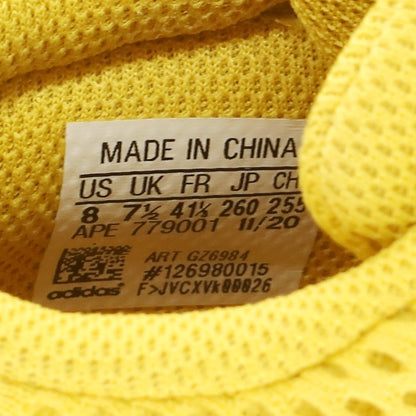 MADE IN CHINA
US UK FR JP CH
8 7½ 41⅓ 260 255
APE 779001 11/20
ART GZ6984
#126980015
adidas F>JVCXVk00026